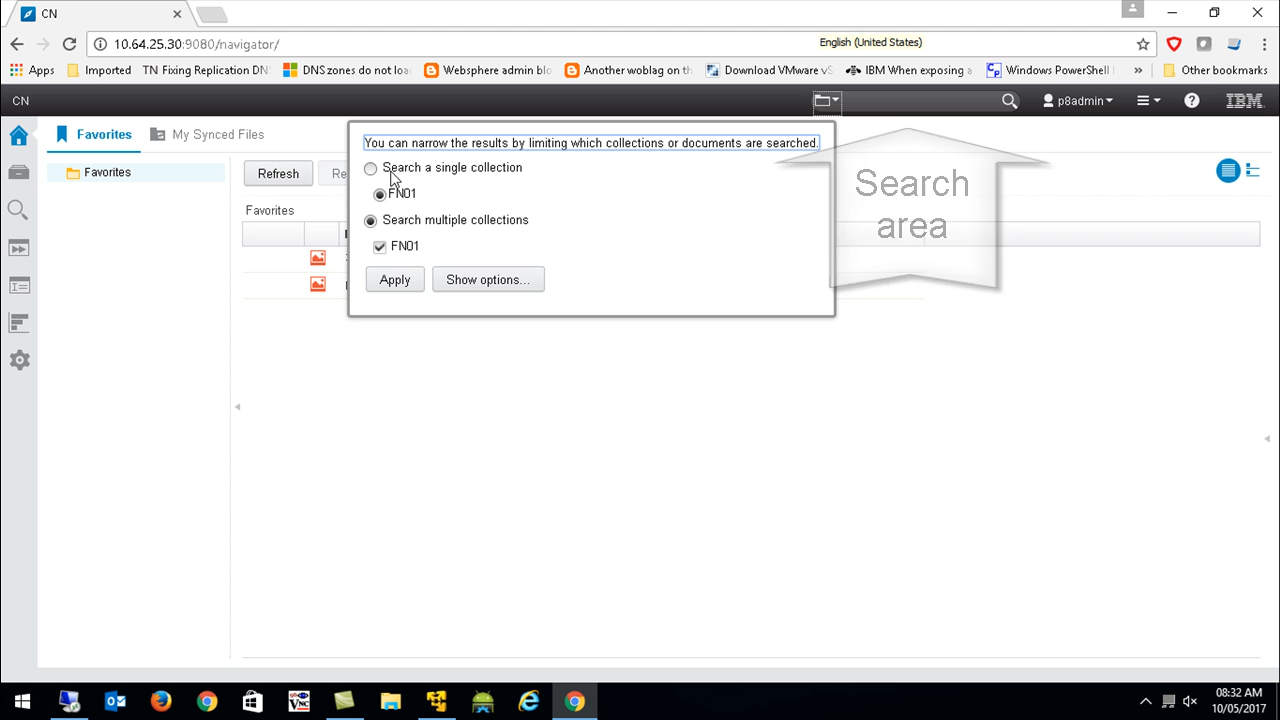 CN
10.64.25.30:9080/navigator/
English (United States)
Apps
Imported
TN Fixing Replication DN
DNS zones do not loa
Websphere admin blo
Another woblag on th
Download VMware vS
IBM When exposing a
Windows PowerShell
»
Other bookmarks
CN
p8admin
?
IBM
Favorites
My Synced Files
Favorites
Refresh
Re
Favorites
You can narrow the results by limiting which collections or documents are searched.
Search a single collection
FN01
Search multiple collections
FN01
Apply
Show options...
Search
area
08:32 AM
10/05/2017